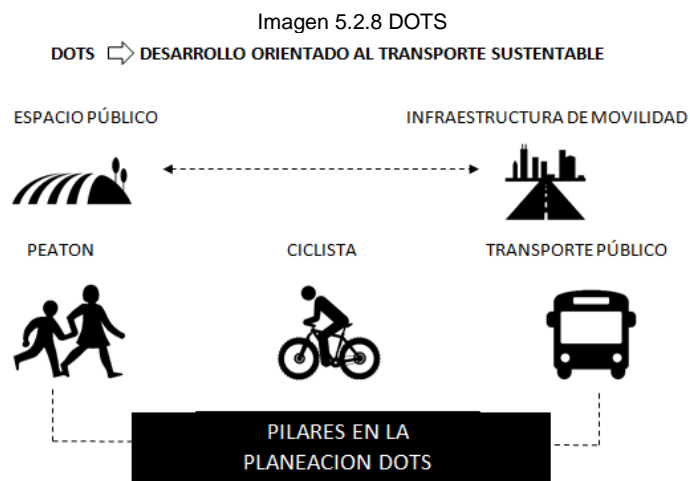 Imagen 5.2.8 DOTS
DOTS DESARROLLO ORIENTADO AL TRANSPORTE SUSTENTABLE
ESPACIO PÚBLICO
INFRAESTRUCTURA DE MOVILIDAD
PEATON
CICLISTA
TRANSPORTE PÚBLICO
PILARES EN LA
PLANEACION DOTS